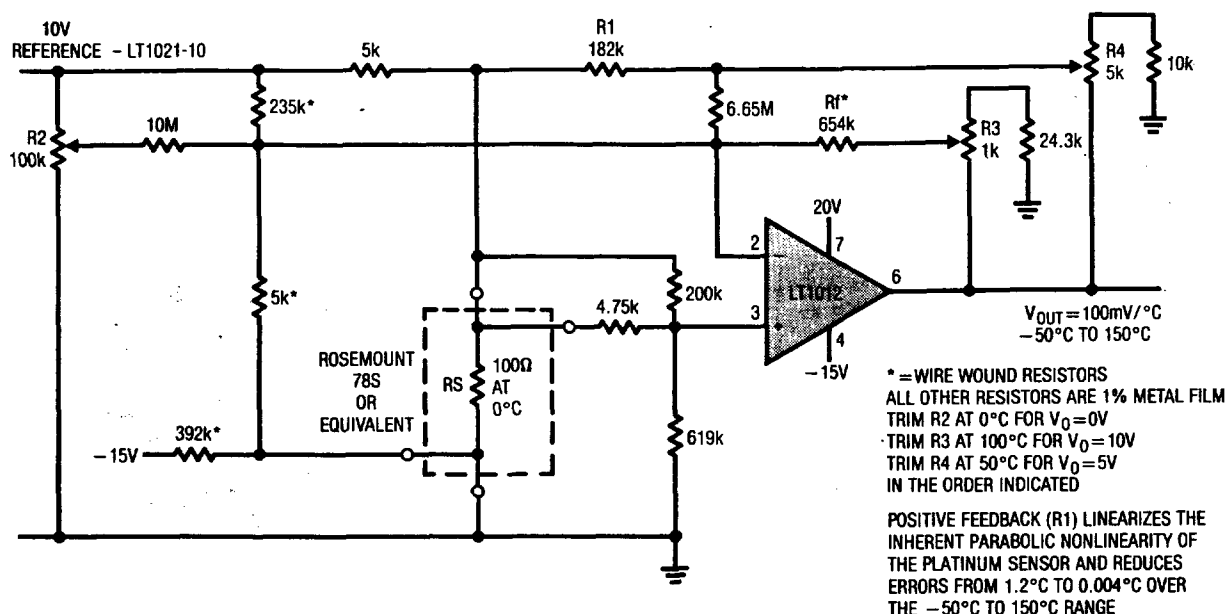 10V
REFERENCE - LT1021-10
5k
R1
182k
R4
5k
10k
235k*
6.65M
Rf*
654k
R2
100k
10M
R3
1k
24.3k
20V
2
7
5k*
200k
LT1012
6
4.75k
3
4
-15V
VOUT = 100mV/°C
-50°C TO 150°C
ROSEMOUNT
78S
OR
EQUIVALENT
RS
100Ω
AT
0°C
619k
-15V
392k*
* = WIRE WOUND RESISTORS
ALL OTHER RESISTORS ARE 1% METAL FILM
TRIM R2 AT 0°C FOR V0=0V
TRIM R3 AT 100°C FOR V0=10V
TRIM R4 AT 50°C FOR V0=5V
IN THE ORDER INDICATED
POSITIVE FEEDBACK (R1) LINEARIZES THE
INHERENT PARABOLIC NONLINEARITY OF
THE PLATINUM SENSOR AND REDUCES
ERRORS FROM 1.2°C TO 0.004°C OVER
THE -50°C TO 150°C RANGE